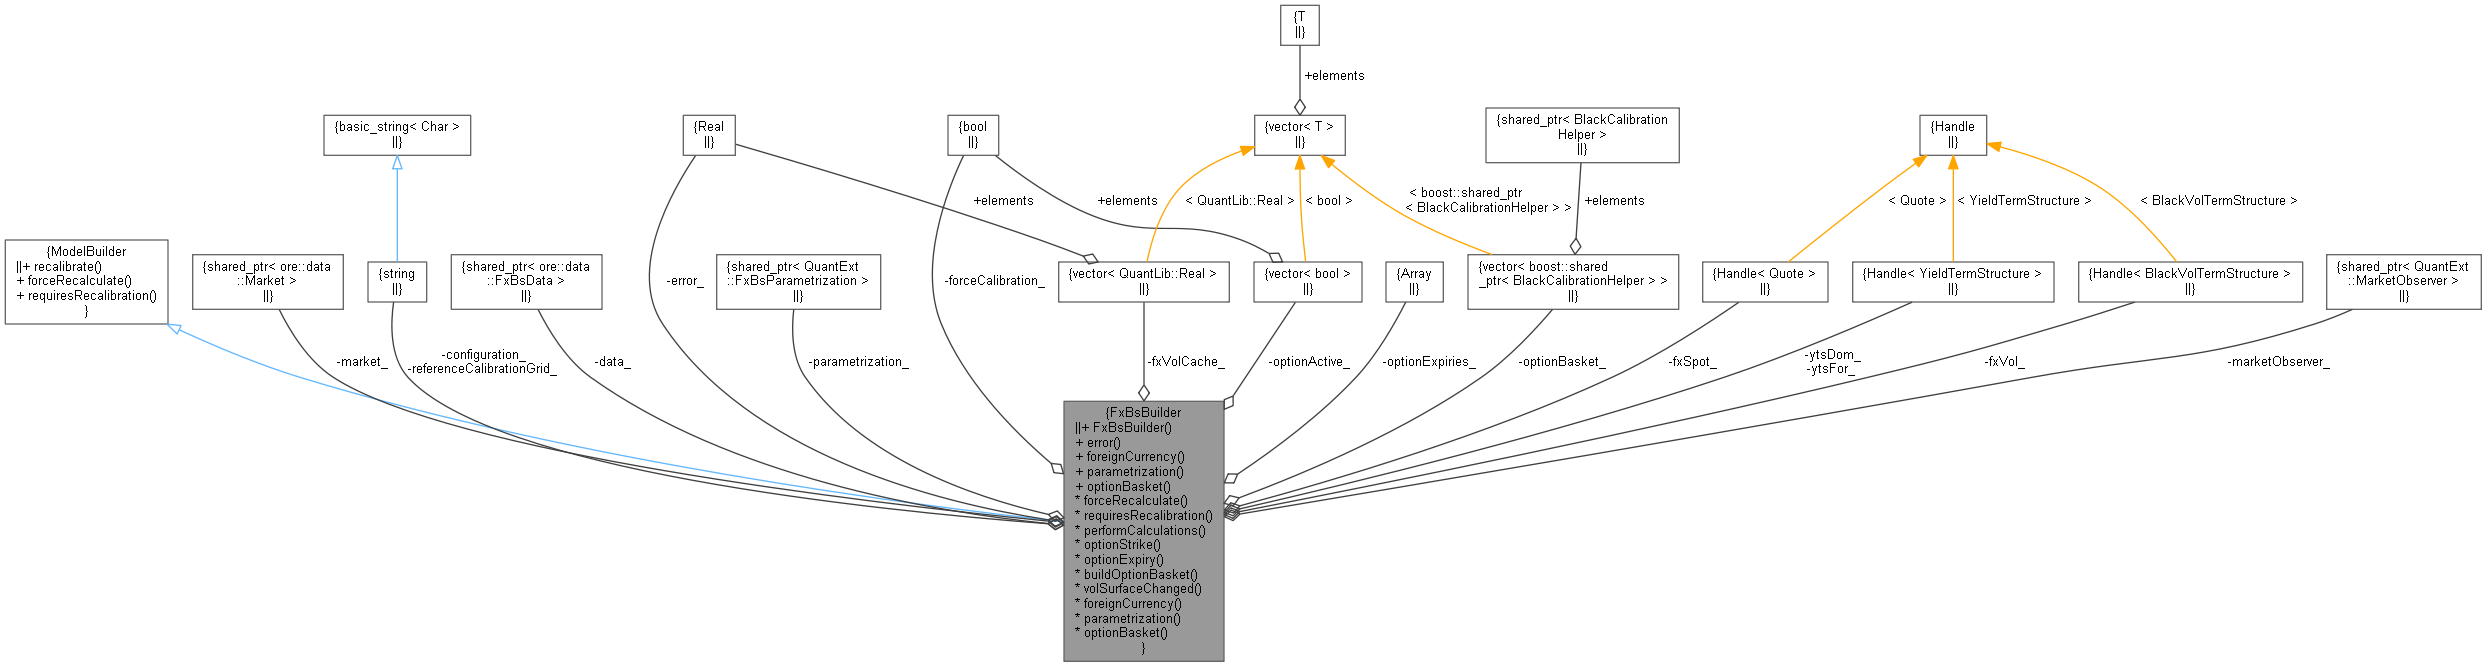 {T
||}
+elements
{basic_string< Char >
||}
{Real
||}
{bool
||}
{vector< T >
||}
{shared_ptr< BlackCalibration
Helper >
||}
{Handle
||}
+elements
+elements
< QuantLib::Real >
< bool >
< boost::shared_ptr
< BlackCalibrationHelper > >
+elements
< Quote >
< YieldTermStructure >
< BlackVolTermStructure >
{ModelBuilder
||+ recalibrate()
+ forceRecalculate()
+ requiresRecalibration()
}
{shared_ptr< ore::data
::Market >
||}
{string
||}
{shared_ptr< ore::data
::FxBsData >
||}
{shared_ptr< QuantExt
::FxBsParametrization >
||}
-error_
-forceCalibration_
{vector< QuantLib::Real >
||}
{vector< bool >
||}
{Array
||}
{vector< boost::shared
_ptr< BlackCalibrationHelper > >
||}
{Handle< Quote >
||}
{Handle< YieldTermStructure >
||}
{Handle< BlackVolTermStructure >
||}
{shared_ptr< QuantExt
::MarketObserver >
||}
-market_
-configuration_
-referenceCalibrationGrid_
-data_
-parametrization_
-fxVolCache_
-optionActive_
-optionExpiries_
-optionBasket_
-fxSpot_
-ytsDom_
-ytsFor_
-fxVol_
-marketObserver_
{FxBsBuilder
||+ FxBsBuilder()
+ error()
+ foreignCurrency()
+ parametrization()
+ optionBasket()
* forceRecalculate()
* requiresRecalibration()
* performCalculations()
* optionStrike()
* optionExpiry()
* buildOptionBasket()
* volSurfaceChanged()
* foreignCurrency()
* parametrization()
* optionBasket()
}